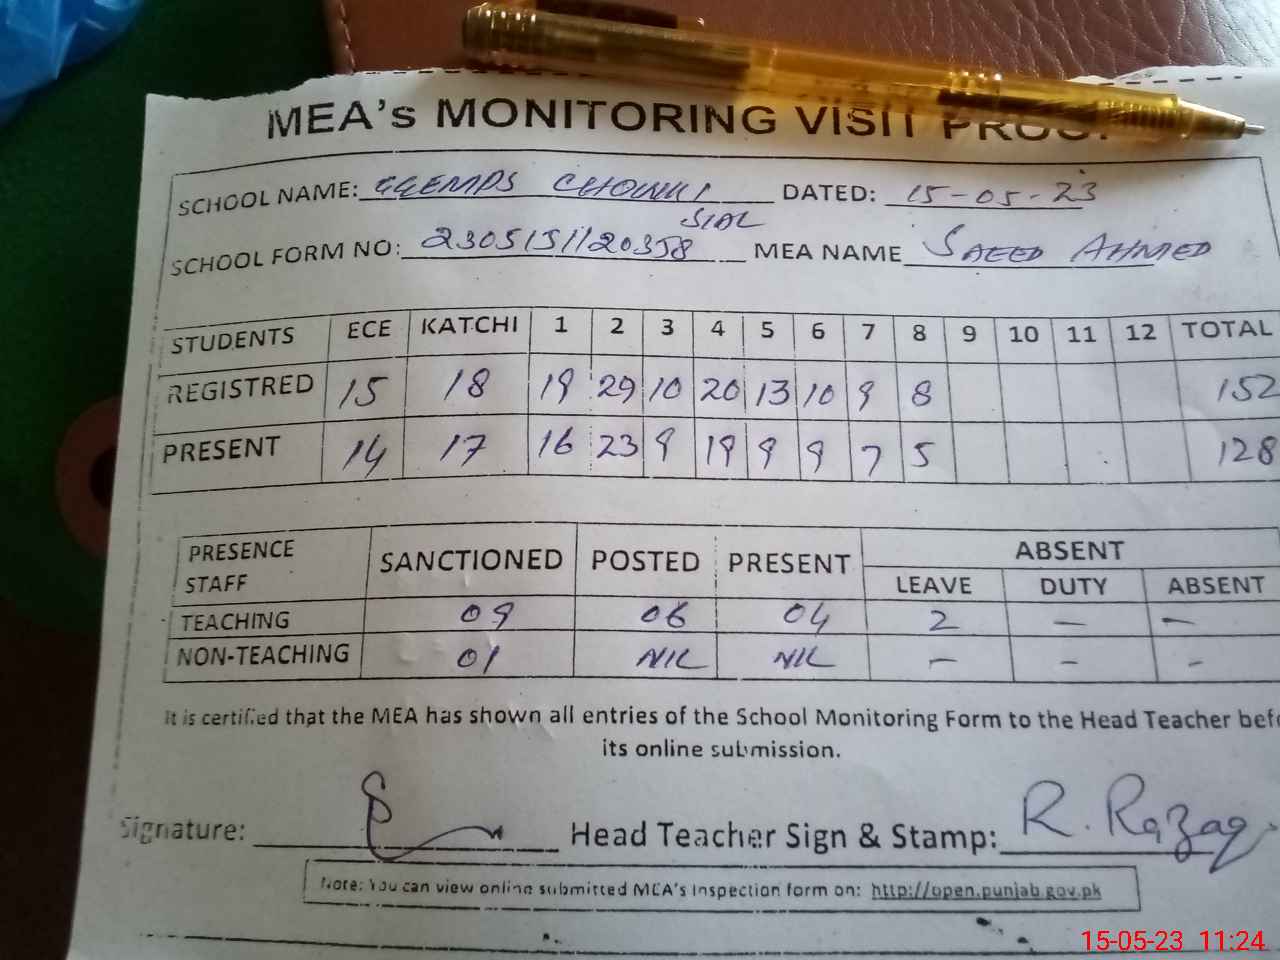 MEA's MONITORING VISIT PROOF
SCHOOL NAME: GGEMPS CHOWKI SIAL DATED: 15-05-23
SCHOOL FORM NO: 2305151120358 MEA NAME SAEED AHMED
STUDENTS ECE KATCHI 1 2 3 4 5 6 7 8 9 10 11 12 TOTAL
REGISTRED 15 18 19 29 10 20 13 10 9 8 152
PRESENT 14 17 16 23 9 19 9 9 7 5 128
PRESENCE STAFF SANCTIONED POSTED PRESENT ABSENT
LEAVE DUTY ABSENT
TEACHING 09 06 04 2 — —
NON-TEACHING 01 NIL NIL — - -
It is certified that the MEA has shown all entries of the School Monitoring Form to the Head Teacher befo
its online submission.
Signature: Head Teacher Sign & Stamp: R. Razaq
Note: You can view online submitted MEA's Inspection form on: http://open.punjab.gov.pk
15-05-23 11:24